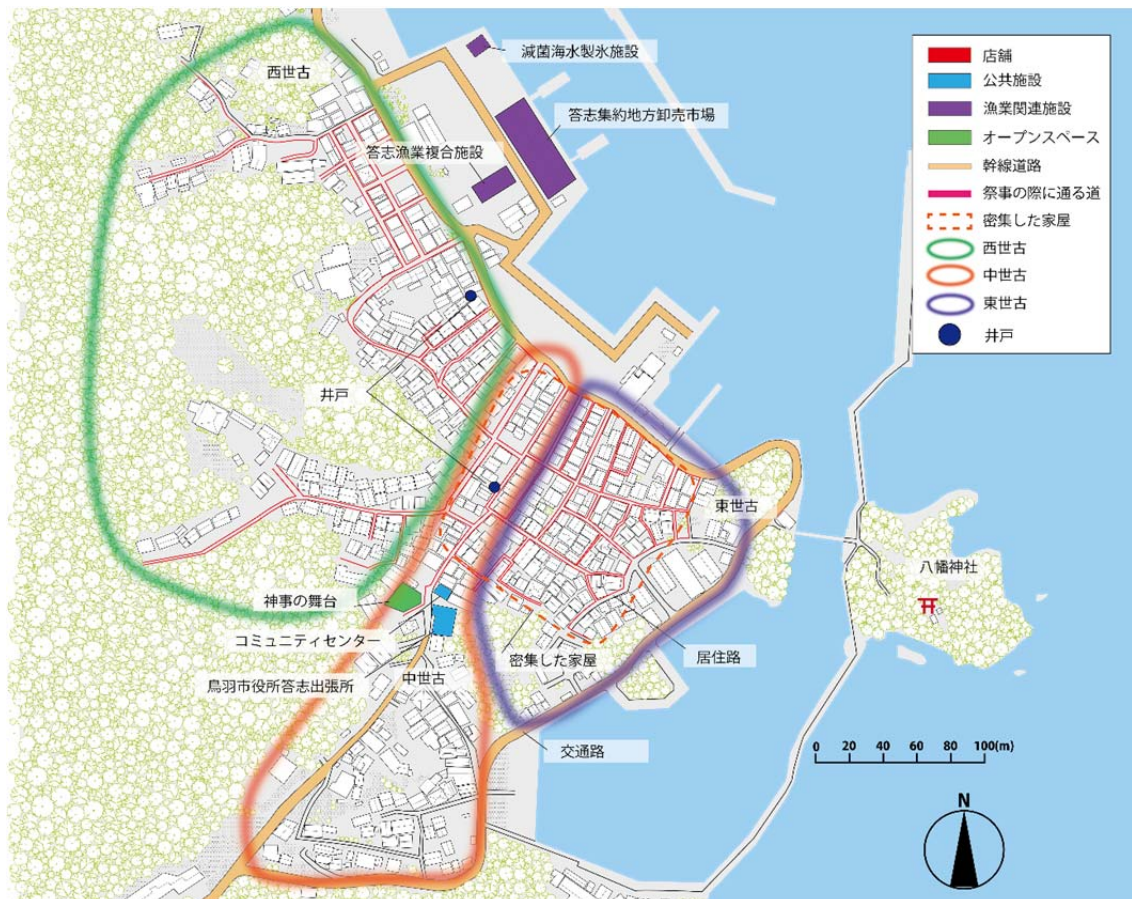 西世古
滅菌海水製氷施設
答志集約地方卸売市場
答志漁業複合施設
店舗
公共施設
漁業関連施設
オープンスペース
幹線道路
祭事の際に通る道
密集した家屋
西世古
中世古
東世古
井戸
井戸
東世古
八幡神社
神事の舞台
コミュニティセンター
密集した家屋
居住路
鳥羽市役所答志出張所
中世古
交通路
0 20 40 60 80 100(m)
N